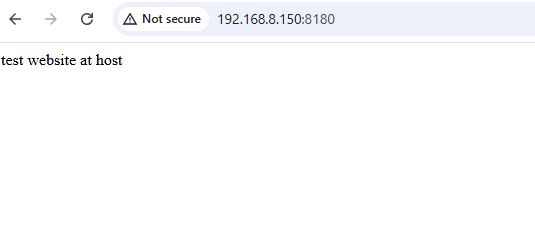 Not secure 192.168.8.150:8180
test website at host